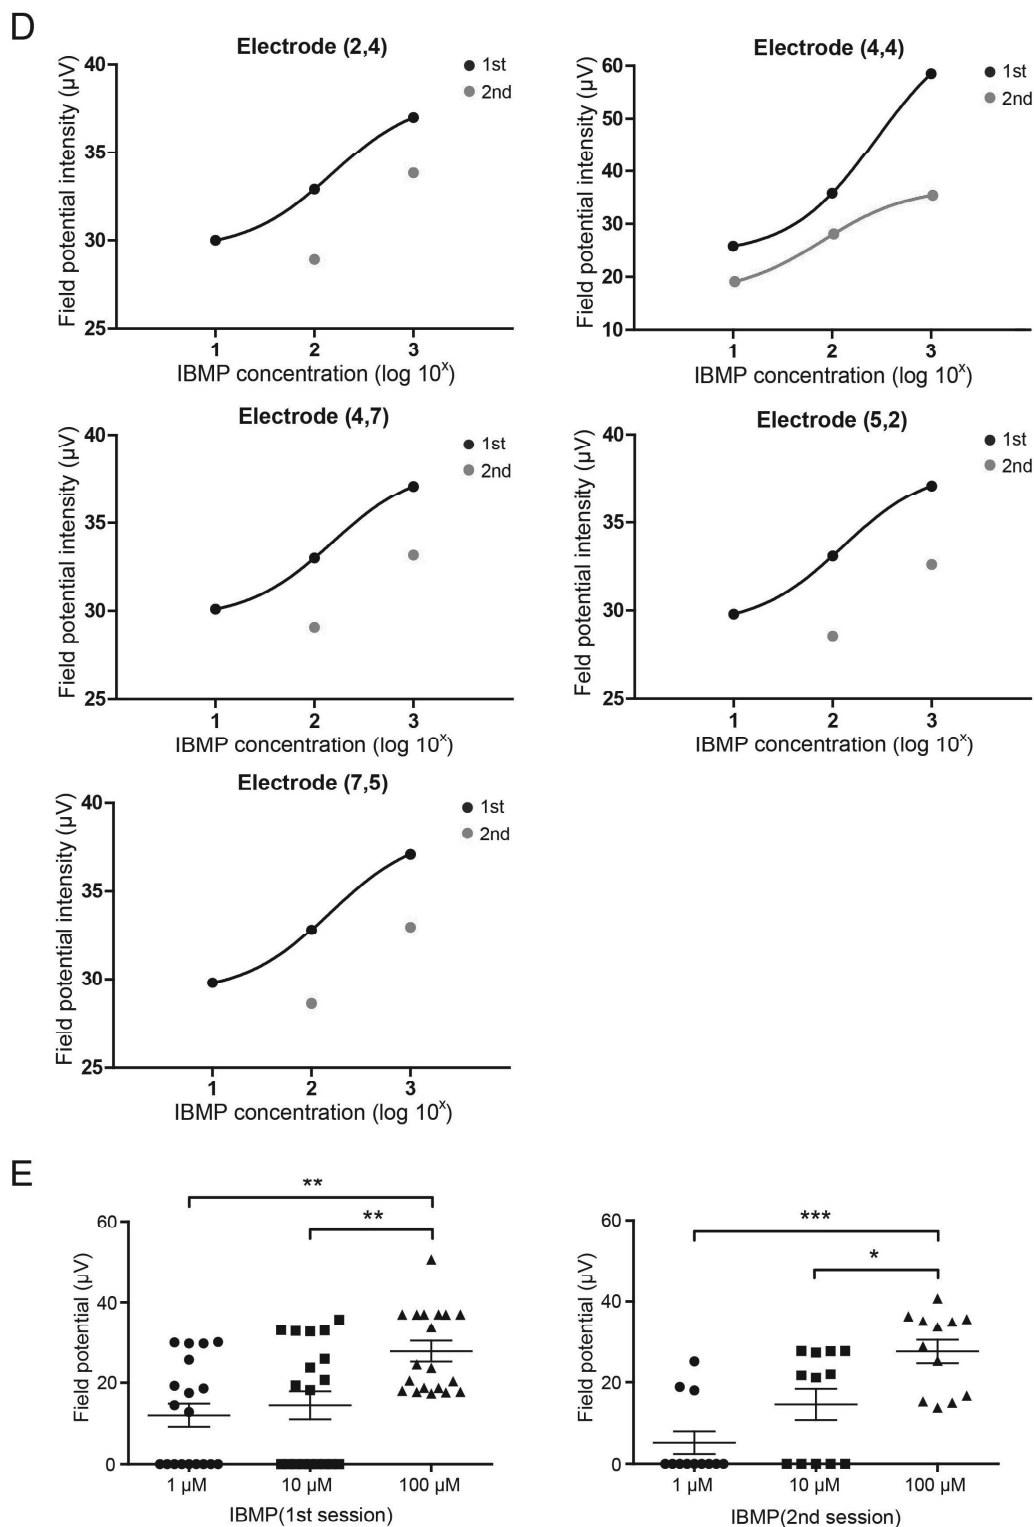 D
Electrode (2,4)
Field potential intensity (µV)
40
35
30
25
1st
2nd
1 2 3
IBMP concentration (log 10^x)
Electrode (4,4)
Field potential intensity (µV)
60
50
40
30
20
10
1st
2nd
1 2 3
IBMP concentration (log 10^x)
Electrode (4,7)
Field potential intensity (µV)
40
35
30
25
1st
2nd
1 2 3
IBMP concentration (log 10^x)
Electrode (5,2)
Feld potential intensity (µV)
40
35
30
25
1st
2nd
1 2 3
IBMP concentration (log 10^x)
Electrode (7,5)
Field potential intensity (µV)
40
35
30
25
1st
2nd
1 2 3
IBMP concentration (log 10^x)
E
Field potential (µV)
60
40
20
0
**
**
1 µM 10 µM 100 µM
IBMP(1st session)
Field potential (µV)
60
40
20
0
***
*
1 µM 10 µM 100 µM
IBMP(2nd session)